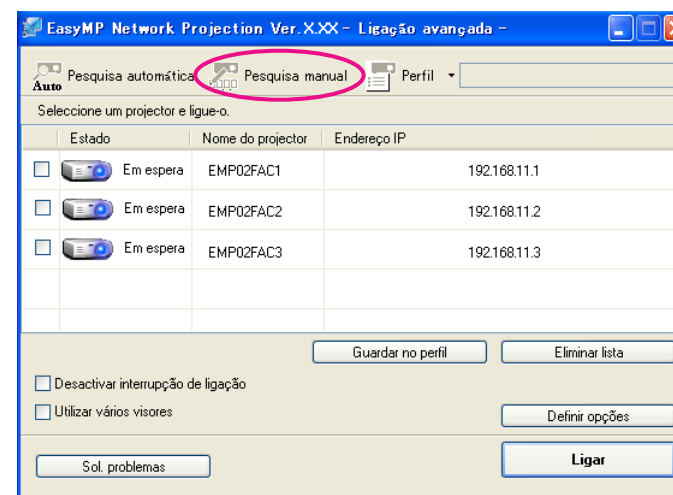 EasyMP Network Projection Ver.X.XX – Ligação avançada –
Auto Pesquisa automática Pesquisa manual Perfil
Seleccione um projector e ligue-o.
Estado Nome do projector Endereço IP
Em espera EMP02FAC1 192.168.11.1
Em espera EMP02FAC2 192.168.11.2
Em espera EMP02FAC3 192.168.11.3
Guardar no perfil Eliminar lista
Desactivar interrupção de ligação
Utilizar vários visores
Definir opções
Sol. problemas Ligar